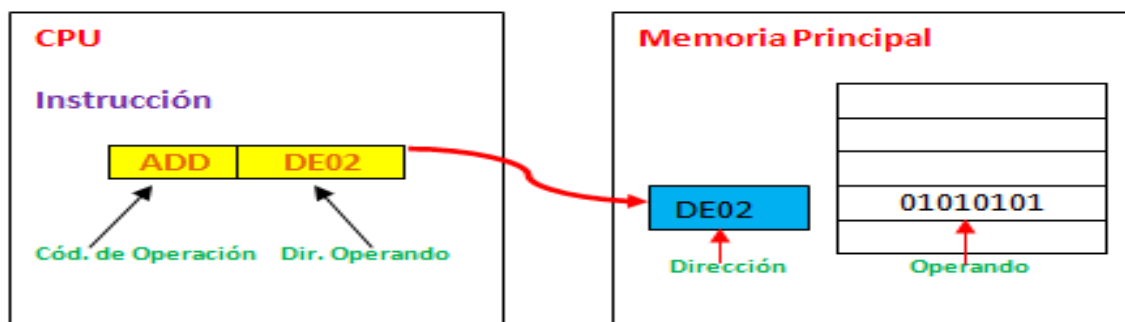 CPU
Instrucción
ADD DE02
Cód. de Operación Dir. Operando
Memoria Principal
01010101
DE02
Dirección Operando